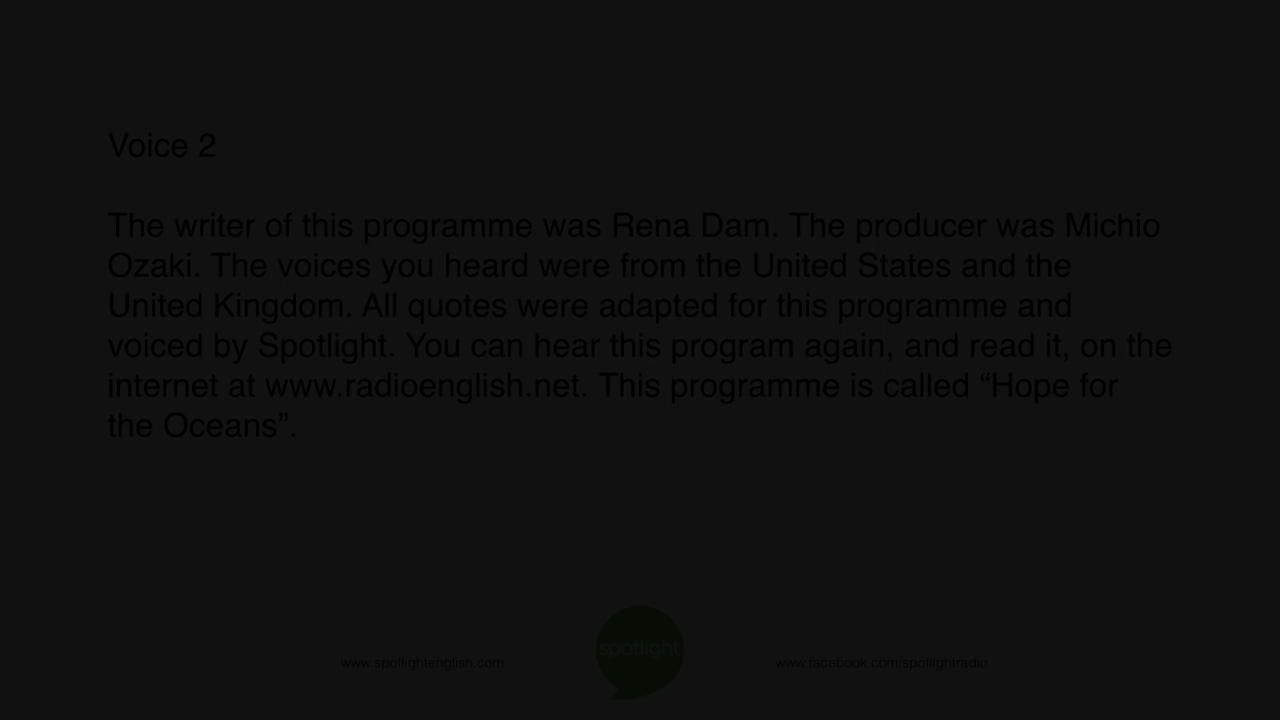 Voice 2
The writer of this programme was Rena Dam. The producer was Michio
Ozaki. The voices you heard were from the United States and the
United Kingdom. All quotes were adapted for this programme and
voiced by Spotlight. You can hear this program again, and read it, on the
internet at www.radioenglish.net. This programme is called “Hope for
the Oceans”.
spotlight
www.spotlightenglish.com
www.facebook.com/spotlightradio